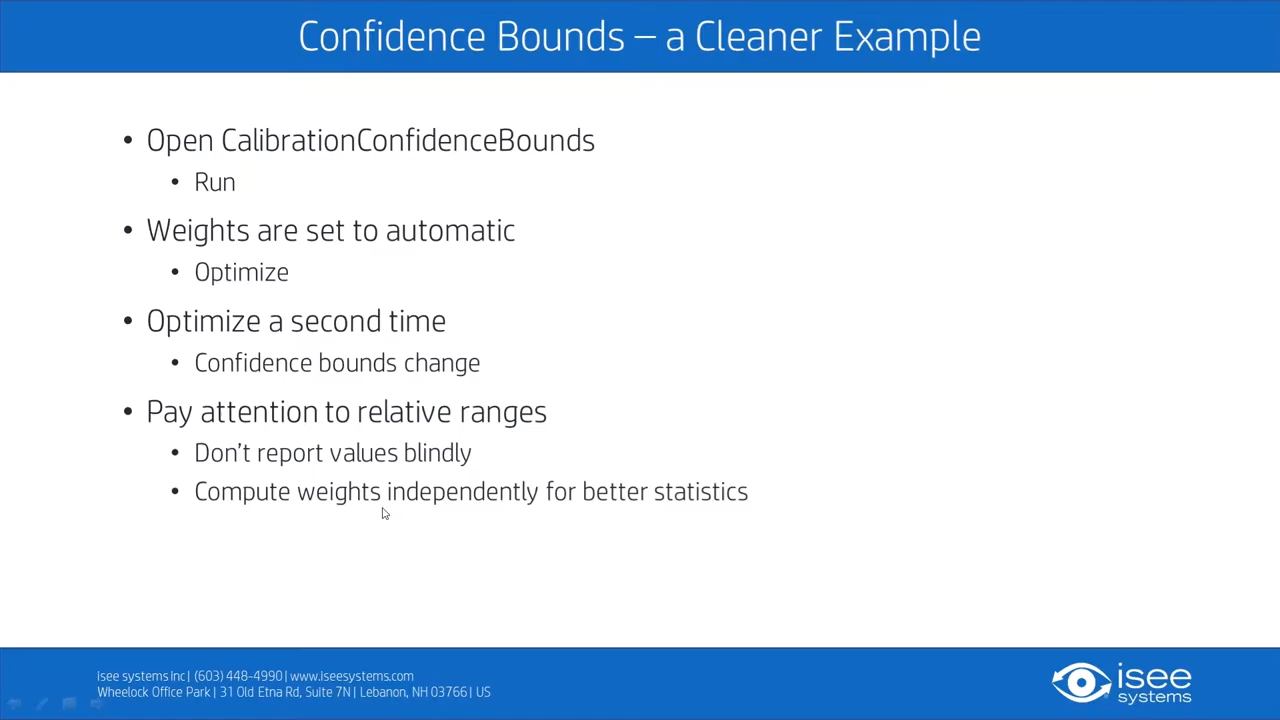 Confidence Bounds – a Cleaner Example
• Open CalibrationConfidenceBounds
• Run
• Weights are set to automatic
• Optimize
• Optimize a second time
• Confidence bounds change
• Pay attention to relative ranges
• Don't report values blindly
• Compute weights independently for better statistics
isee systems Inc | (603) 448-4990 | www.iseesystems.com
Wheelock Office Park | 31 Old Etna Rd, Suite 7N | Lebanon, NH 03766 | US
isee
systems